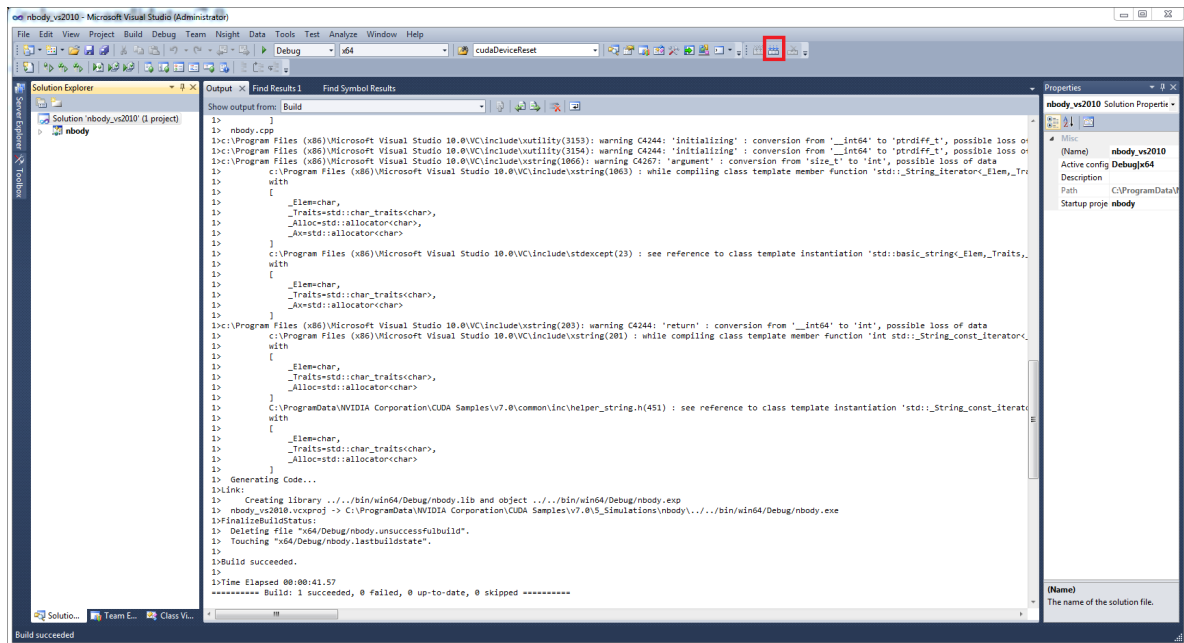 nbody_vs2010 - Microsoft Visual Studio (Administrator)
File Edit View Project Build Debug Team Nsight Data Tools Test Analyze Window Help
Debug x64 cudaDeviceReset
Server Explorer
Toolbox
Solution Explorer
Solution 'nbody_vs2010' (1 project)
nbody
Output Find Results 1 Find Symbol Results
Show output from: Build
1> ]
1> nbody.cpp
1>c:\Program Files (x86)\Microsoft Visual Studio 10.0\VC\include\xutility(3153): warning C4244: 'initializing' : conversion from '__int64' to 'ptrdiff_t', possible loss o
1>c:\Program Files (x86)\Microsoft Visual Studio 10.0\VC\include\xutility(3154): warning C4244: 'initializing' : conversion from '__int64' to 'ptrdiff_t', possible loss o
1>c:\Program Files (x86)\Microsoft Visual Studio 10.0\VC\include\xstring(1066): warning C4267: 'argument' : conversion from 'size_t' to 'int', possible loss of data
1> c:\Program Files (x86)\Microsoft Visual Studio 10.0\VC\include\xstring(1063) : while compiling class template member function 'std::_String_iterator<_Elem,_Tra
1> with
1> [
1> _Elem=char,
1> _Traits=std::char_traits<char>,
1> _Alloc=std::allocator<char>,
1> _Ax=std::allocator<char>
1> ]
1> c:\Program Files (x86)\Microsoft Visual Studio 10.0\VC\include\stdexcept(23) : see reference to class template instantiation 'std::basic_string<_Elem,_Traits,_
1> with
1> [
1> _Elem=char,
1> _Traits=std::char_traits<char>,
1> _Ax=std::allocator<char>
1> ]
1>c:\Program Files (x86)\Microsoft Visual Studio 10.0\VC\include\xstring(203): warning C4244: 'return' : conversion from '__int64' to 'int', possible loss of data
1> c:\Program Files (x86)\Microsoft Visual Studio 10.0\VC\include\xstring(201) : while compiling class template member function 'int std::_String_const_iterator<_
1> with
1> [
1> _Elem=char,
1> _Traits=std::char_traits<char>,
1> _Alloc=std::allocator<char>
1> ]
1> C:\ProgramData\NVIDIA Corporation\CUDA Samples\v7.0\common\inc\helper_string.h(451) : see reference to class template instantiation 'std::_String_const_iterato
1> with
1> [
1> _Elem=char,
1> _Traits=std::char_traits<char>,
1> _Alloc=std::allocator<char>
1> ]
1> Generating Code...
1>Link:
1> Creating library ../../bin/win64/Debug/nbody.lib and object ../../bin/win64/Debug/nbody.exp
1> nbody_vs2010.vcxproj -> C:\ProgramData\NVIDIA Corporation\CUDA Samples\v7.0\5_Simulations\nbody\../../bin/win64/Debug/nbody.exe
1>FinalizeBuildStatus:
1> Deleting file "x64/Debug/nbody.unsuccessfulbuild".
1> Touching "x64/Debug/nbody.lastbuildstate".
1>
1>Build succeeded.
1>
1>Time Elapsed 00:00:41.57
========== Build: 1 succeeded, 0 failed, 0 up-to-date, 0 skipped ==========
Properties
nbody_vs2010 Solution Propertie
Misc
(Name) nbody_vs2010
Active config Debug|x64
Description
Path C:\ProgramData\N
Startup proje nbody
(Name)
The name of the solution file.
Solutio... Team E... Class Vi...
Build succeeded